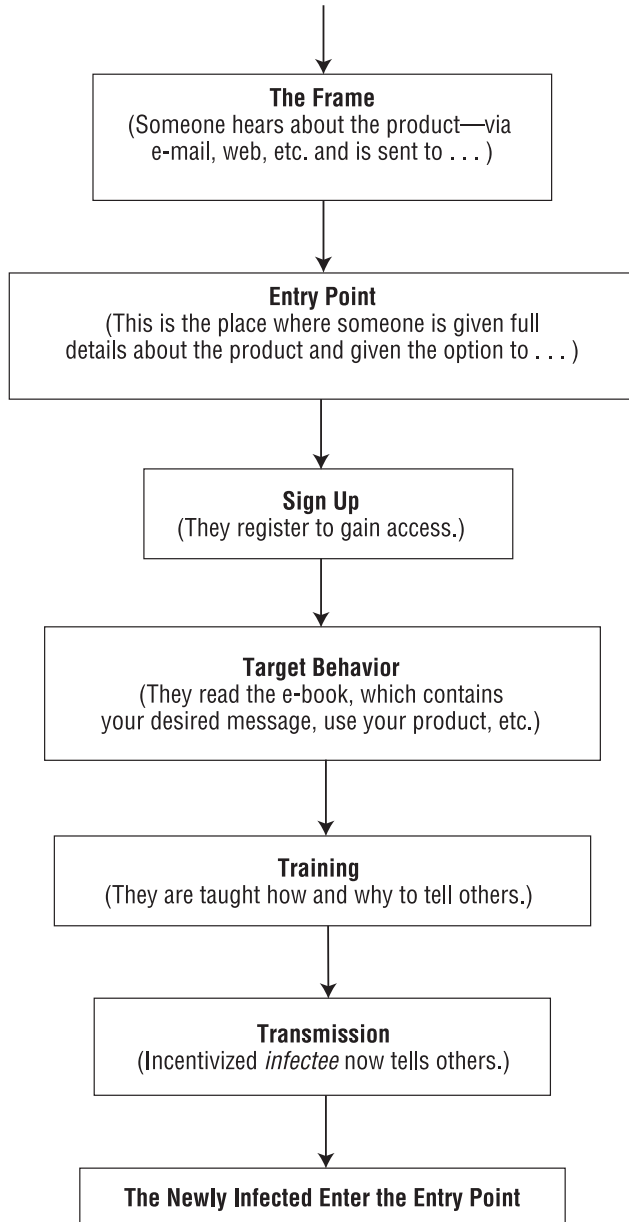 The Frame
(Someone hears about the product—via
e-mail, web, etc. and is sent to . . . )
Entry Point
(This is the place where someone is given full
details about the product and given the option to . . . )
Sign Up
(They register to gain access.)
Target Behavior
(They read the e-book, which contains
your desired message, use your product, etc.)
Training
(They are taught how and why to tell others.)
Transmission
(Incentivized infectee now tells others.)
The Newly Infected Enter the Entry Point